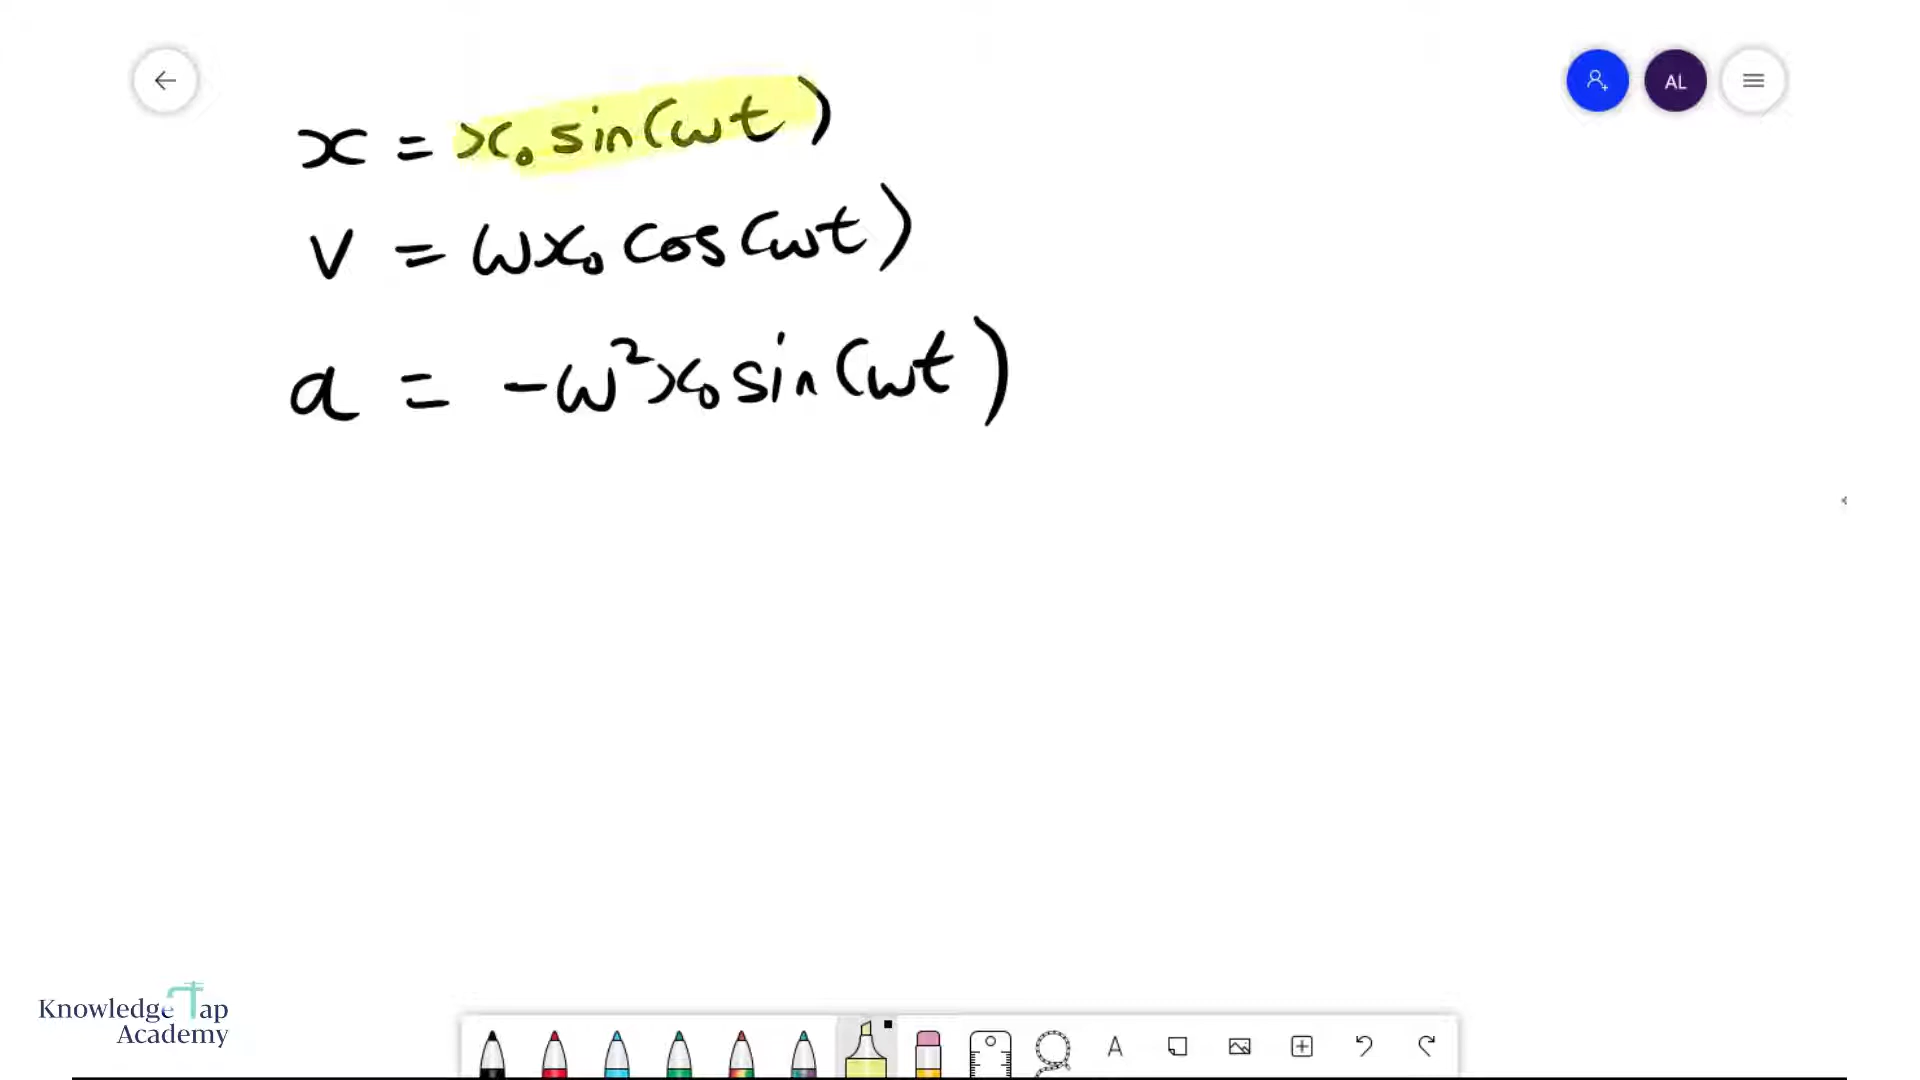 x = x₀ sin(ωt)
AL
v = ωx₀ cos(ωt)
a = -ω²x₀ sin(ωt)
Knowledge Tap
Academy
A